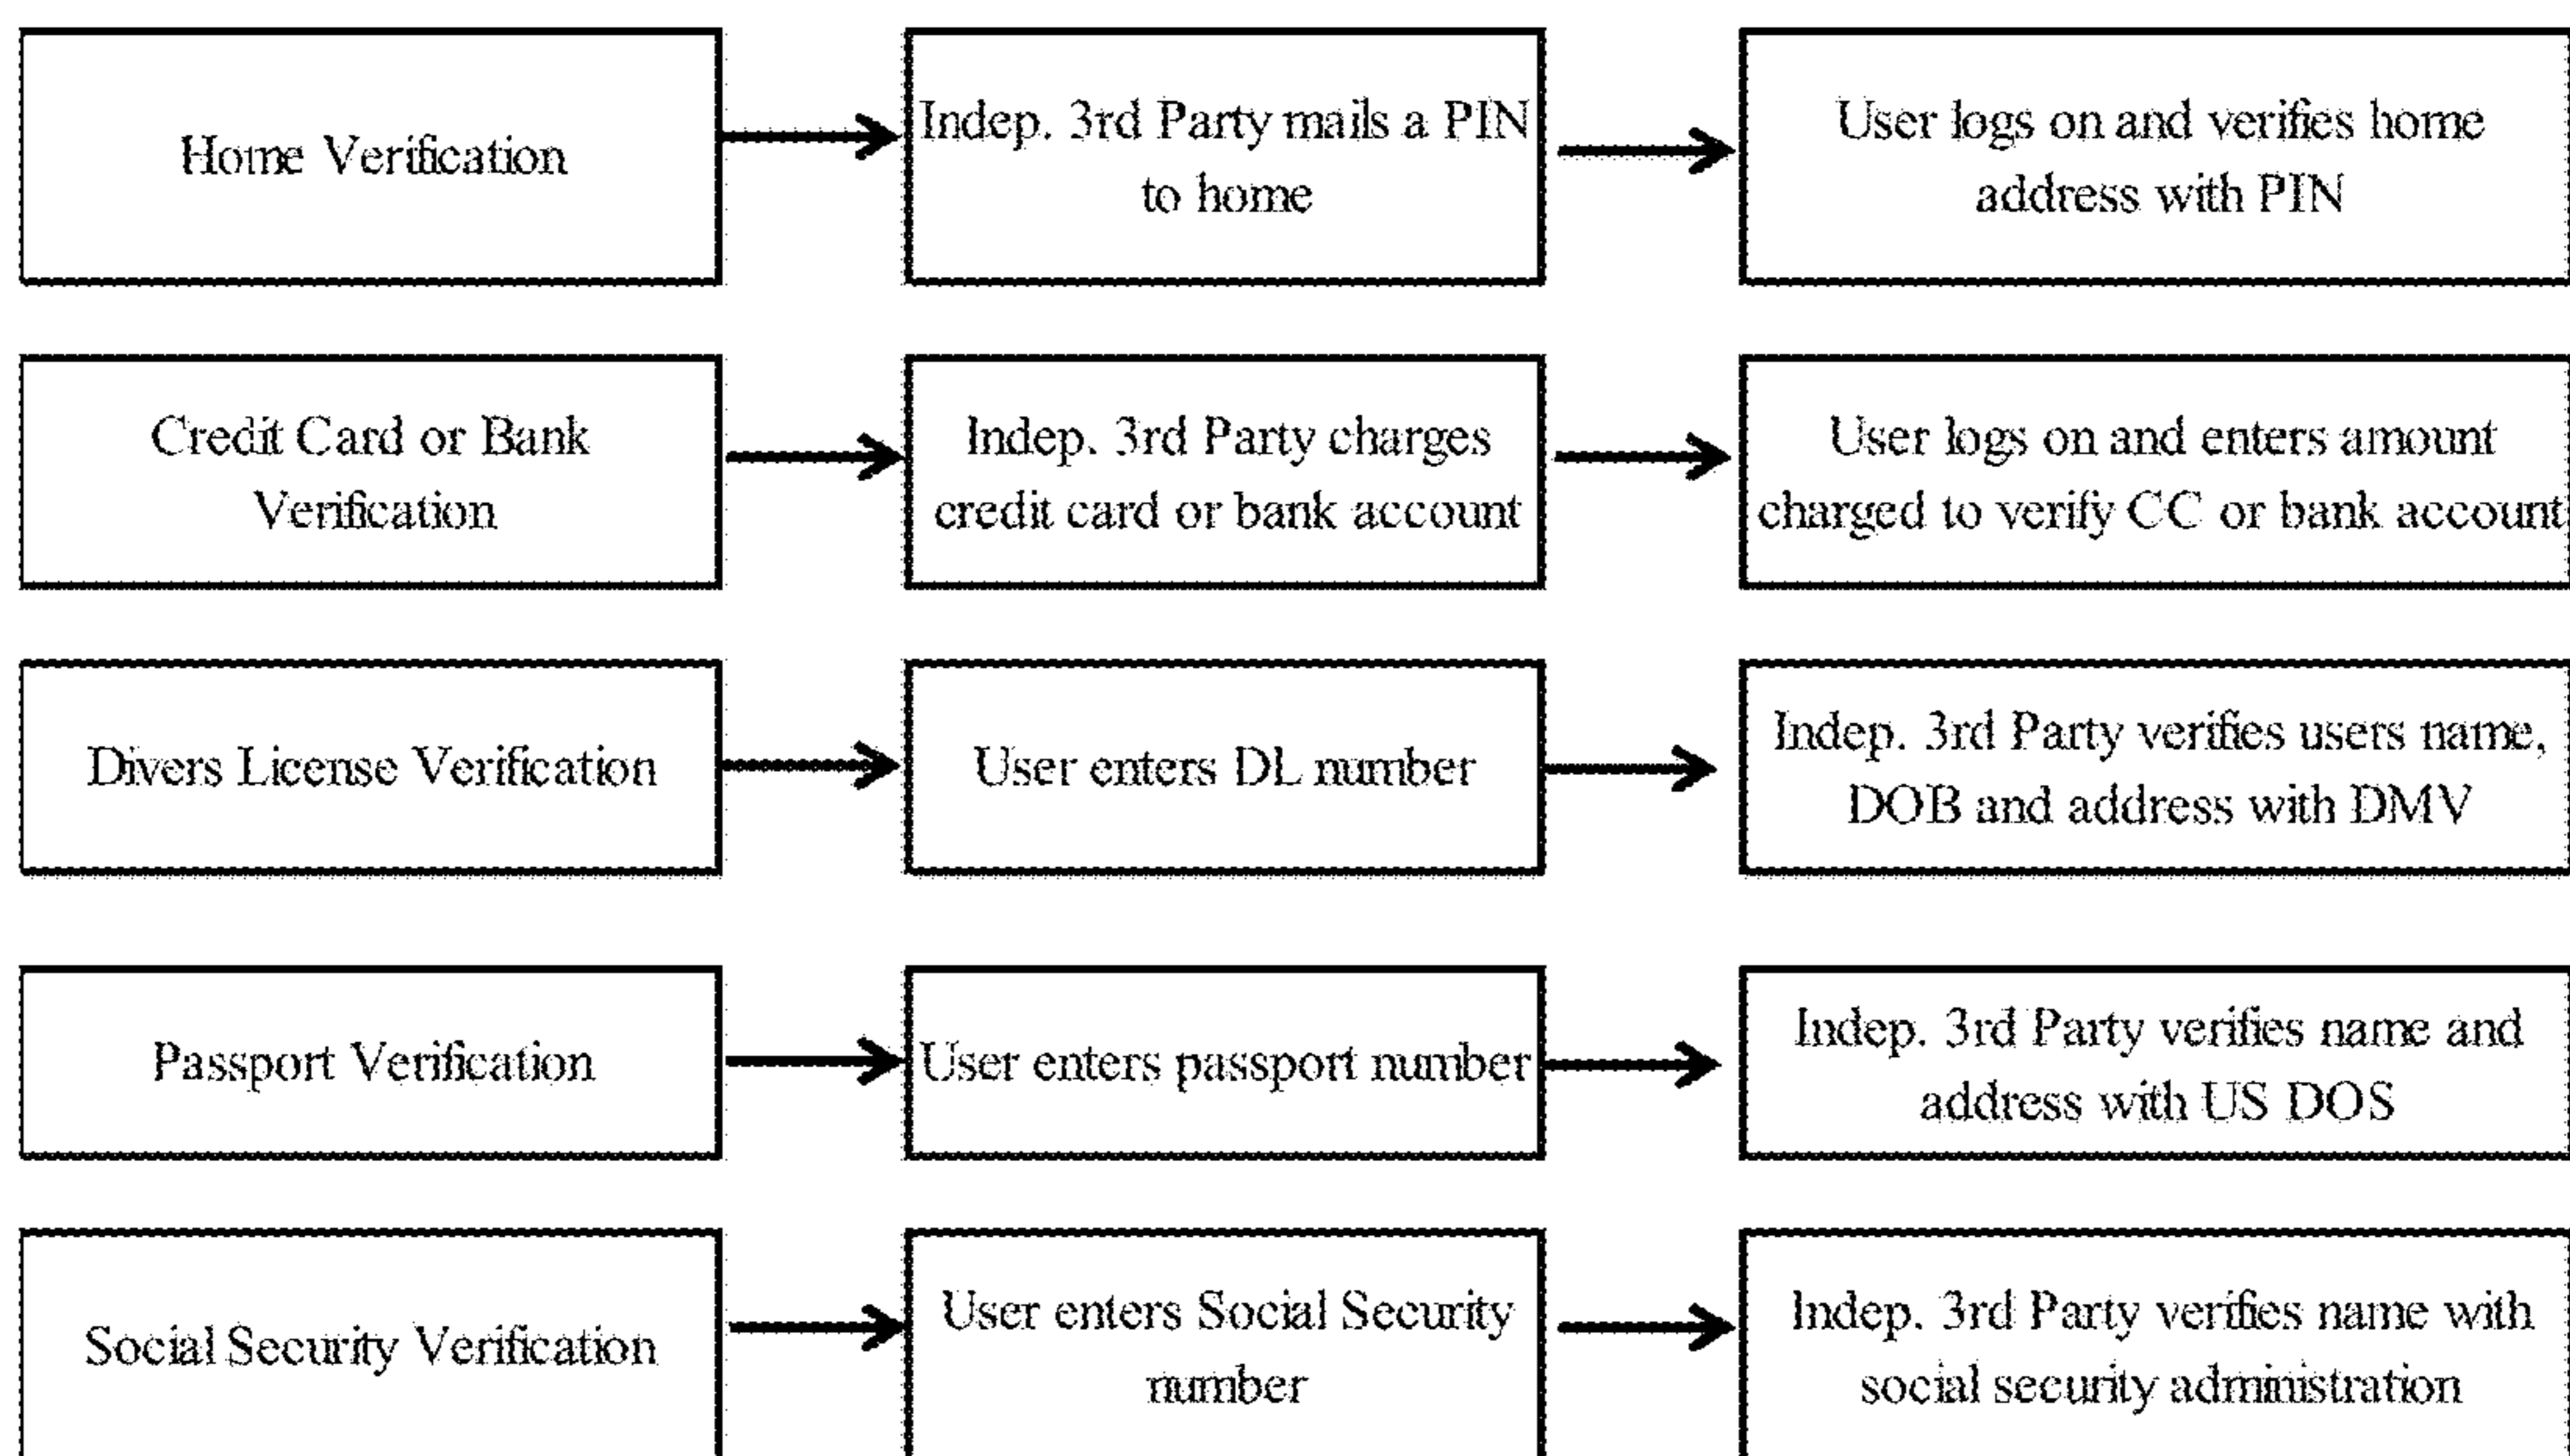 Home Verification
Indep. 3rd Party mails a PIN
to home
User logs on and verifies home
address with PIN
Credit Card or Bank
Verification
Indep. 3rd Party charges
credit card or bank account
User logs on and enters amount
charged to verify CC or bank account
Divers License Verification
User enters DL number
Indep. 3rd Party verifies users name,
DOB and address with DMV
Passport Verification
User enters passport number
Indep. 3rd Party verifies name and
address with US DOS
Social Security Verification
User enters Social Security
number
Indep. 3rd Party verifies name with
social security administration